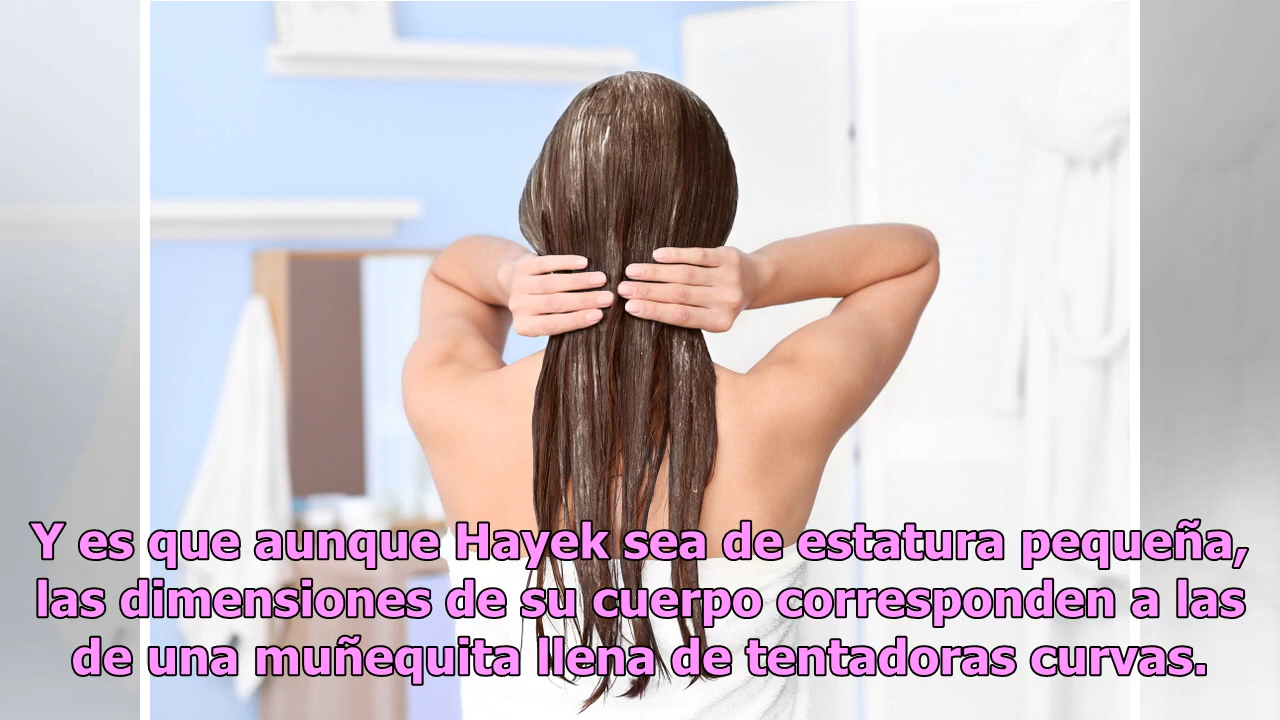 Y es que aunque Hayek sea de estatura pequeña,
las dimensiones de su cuerpo corresponden a las
de una muñequita llena de tentadoras curvas.